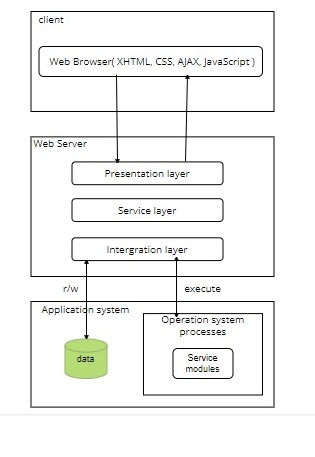 client
Web Browser( XHTML, CSS, AJAX, JavaScript )
Web Server
Presentation layer
Service layer
Intergration layer
r/w
execute
Application system
Operation system
processes
data
Service
modules